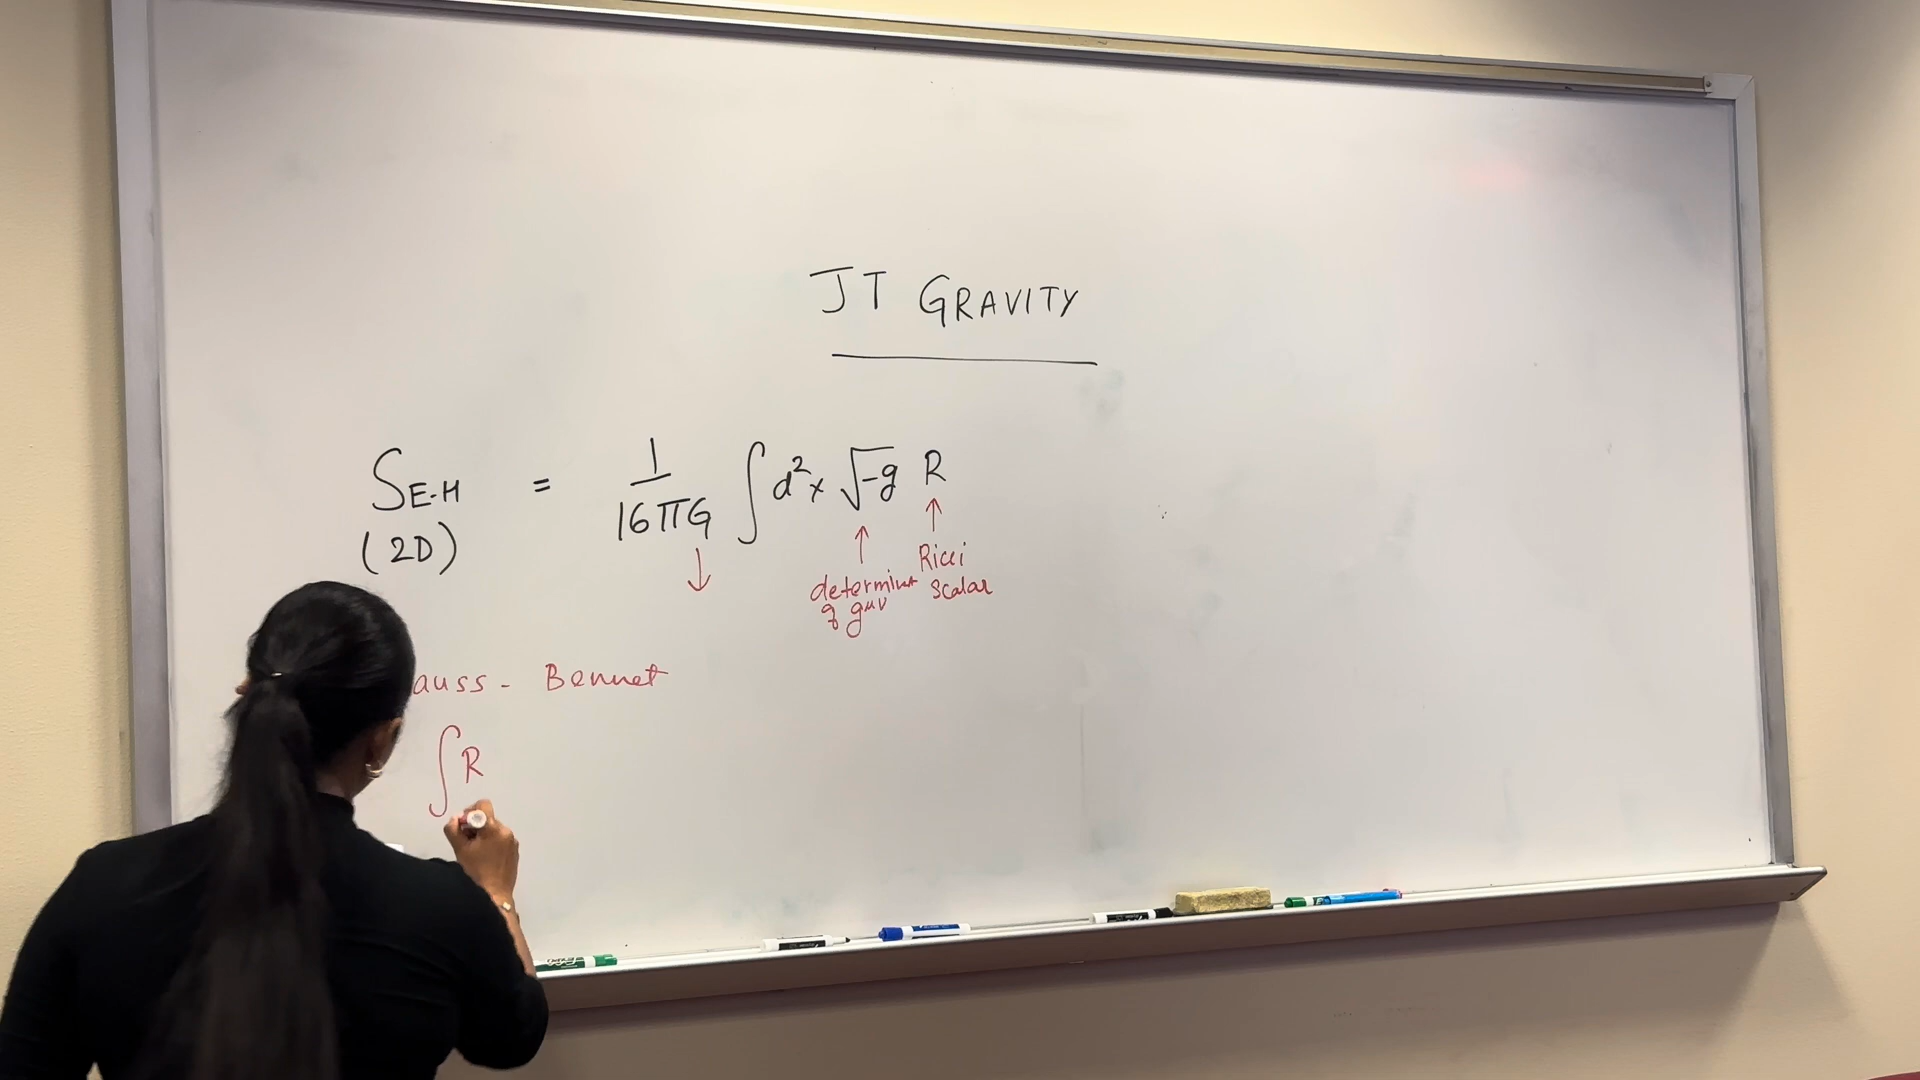 JT GRAVITY
S_E-H = 1/16πG ∫d²x √-g R
(2D)
↓ ↑ ↑
determinant Ricci
of gμν scalar
auss - Bennet
∫R